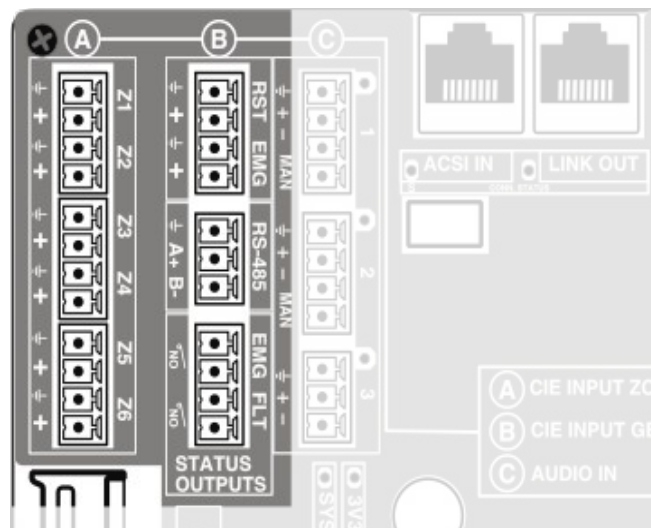 A B C
Z1
+
+
Z2
Z3
+
+
Z4
Z5
+
+
Z6
RST
+
+
EMG
RS-485
A+ B-
EMG
NO
NO
FLT
STATUS
OUTPUTS
+ -
1
MAN
+ -
2
MAN
+ -
3
ACSI IN
LINK OUT
STATUS
A CIE INPUT ZO
B CIE INPUT GE
C AUDIO IN
SYS
3V3